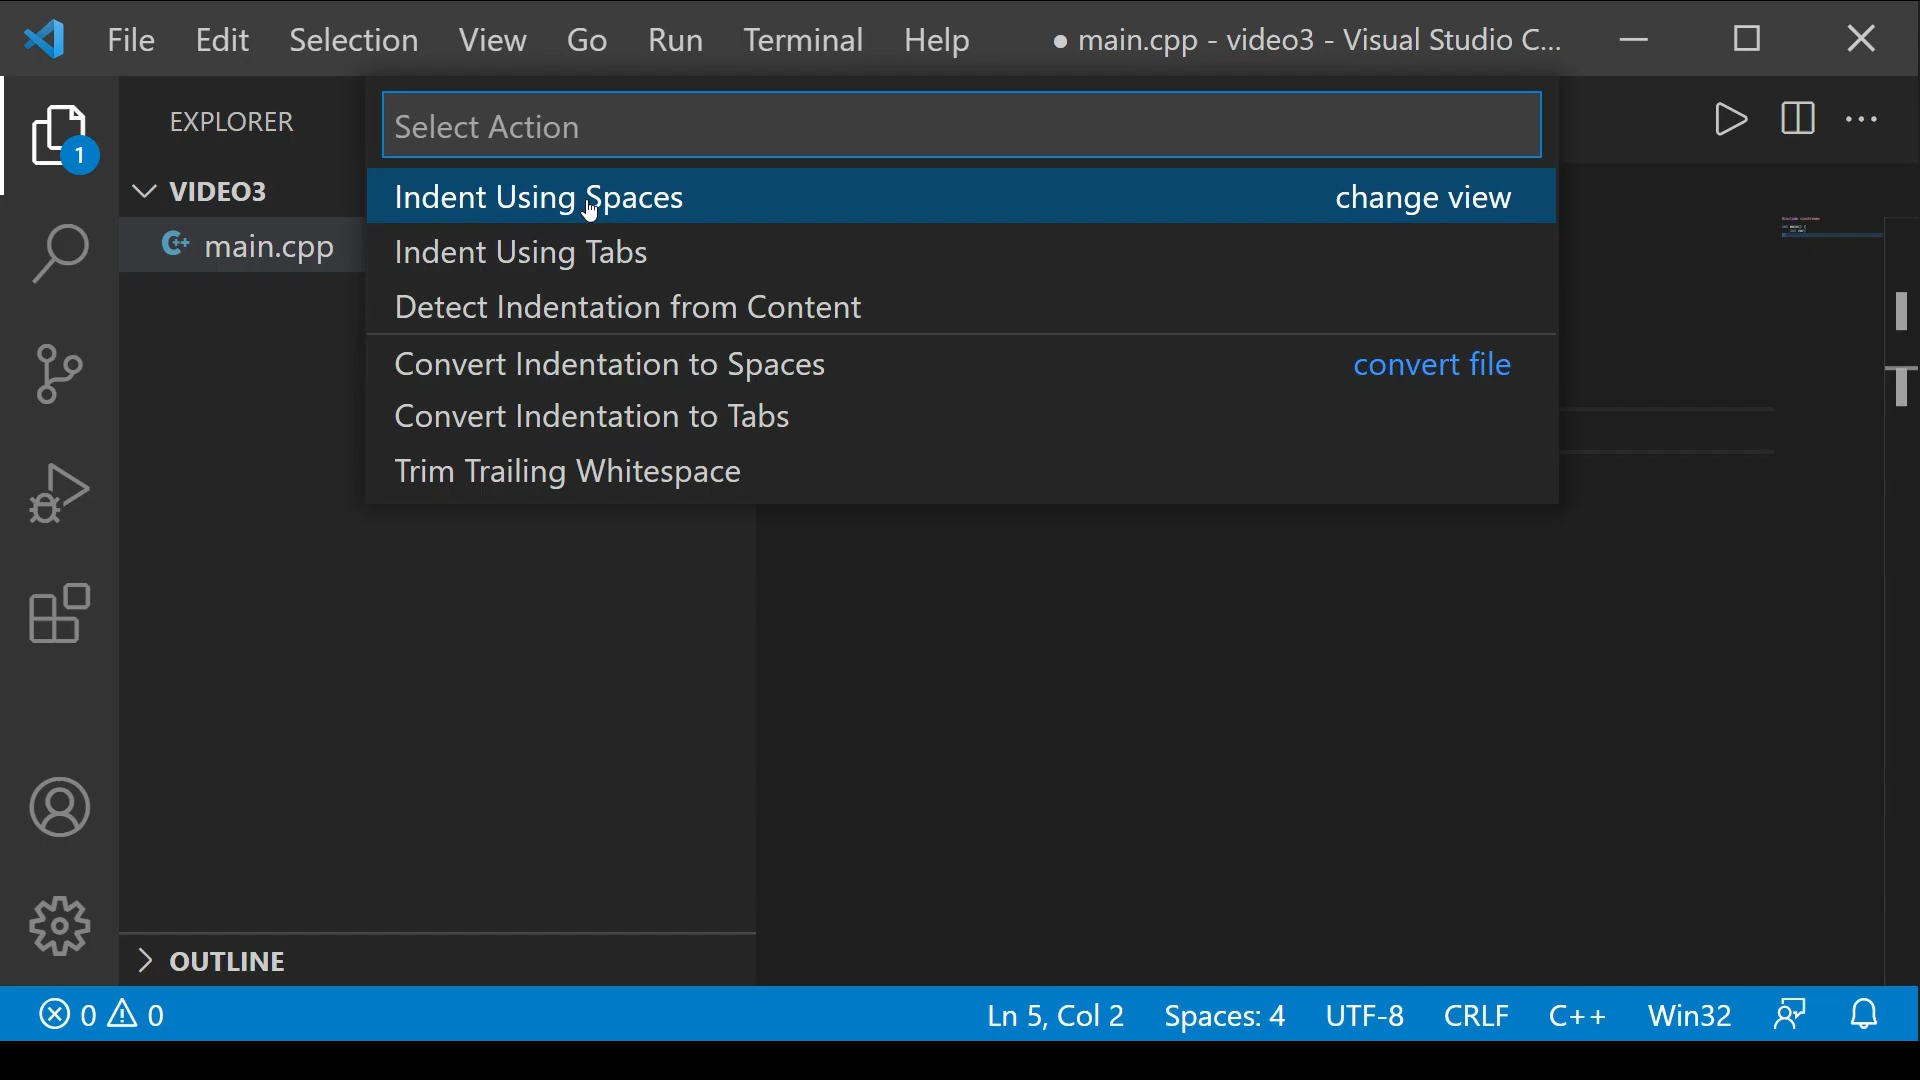 File Edit Selection View Go Run Terminal Help ● main.cpp - video3 - Visual Studio C...
EXPLORER
1
VIDEO3
main.cpp
Select Action
Indent Using Spaces change view
Indent Using Tabs
Detect Indentation from Content
Convert Indentation to Spaces convert file
Convert Indentation to Tabs
Trim Trailing Whitespace
OUTLINE
0 0 Ln 5, Col 2 Spaces: 4 UTF-8 CRLF C++ Win32